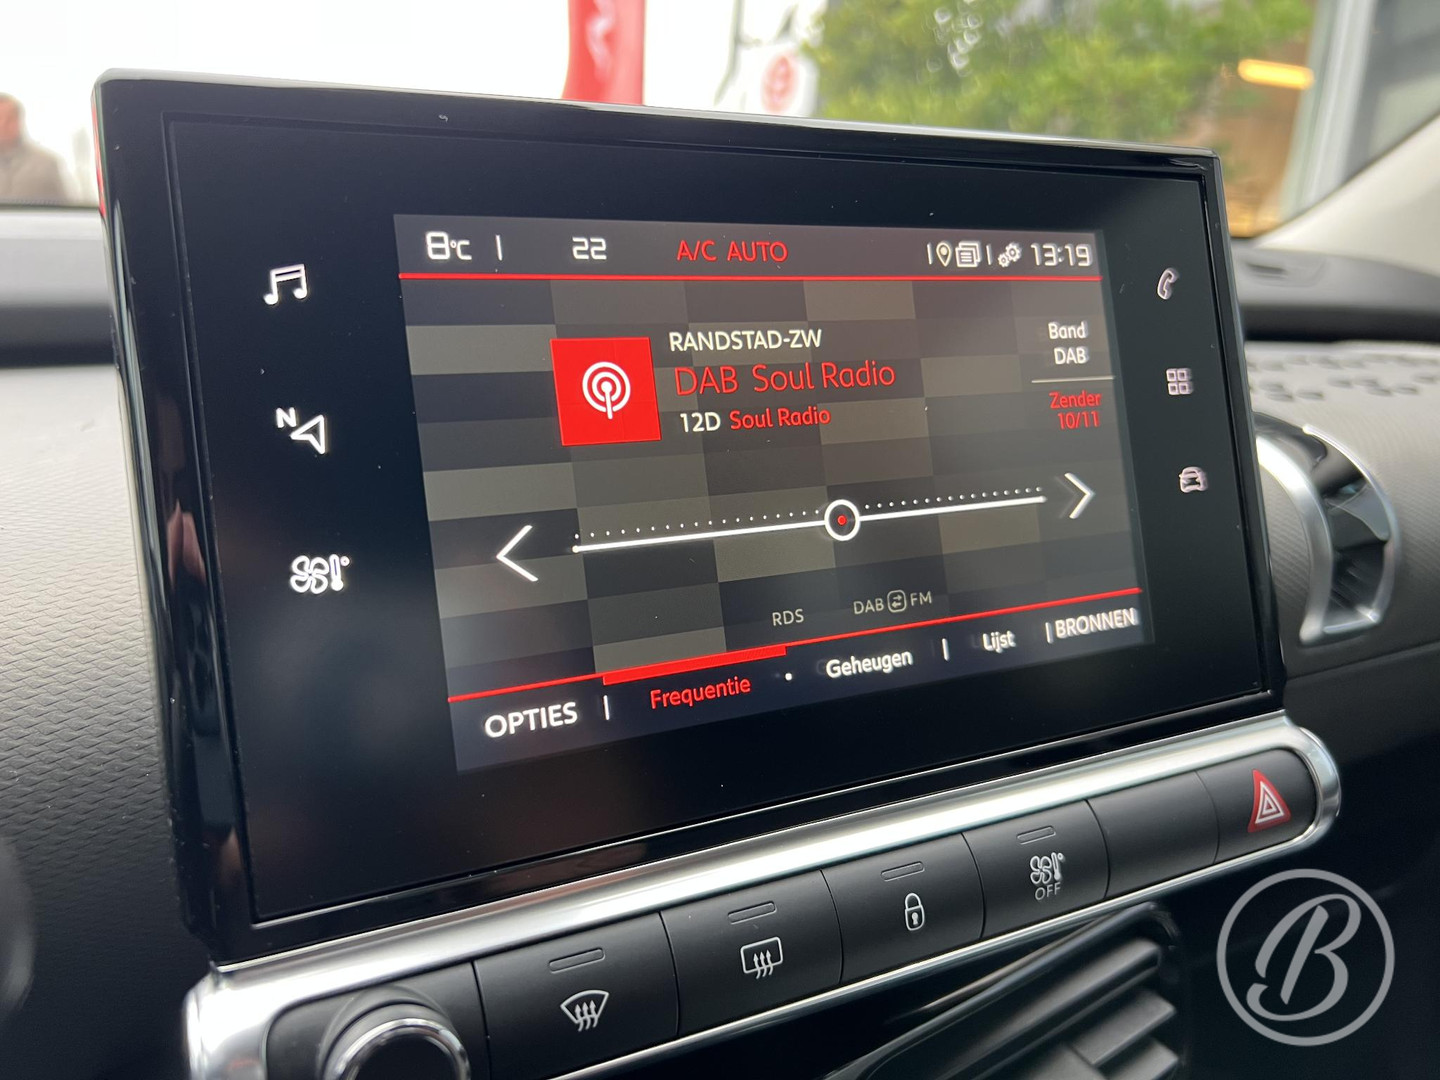 8°C | 22 A/C AUTO 13:19
N
RANDSTAD-ZW
DAB Soul Radio
12D Soul Radio
Band
DAB
Zender
10/11
RDS DAB FM
OPTIES | Frequentie • Geheugen | Lijst | BRONNEN
OFF
B